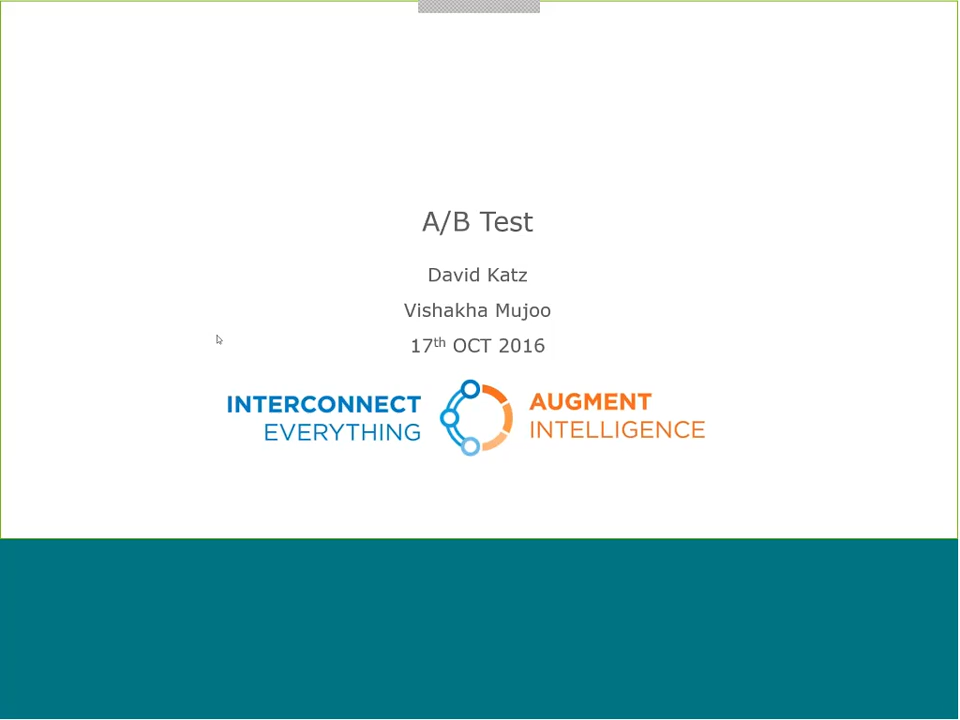 A/B Test
David Katz
Vishakha Mujoo
17th OCT 2016
INTERCONNECT
EVERYTHING
AUGMENT
INTELLIGENCE